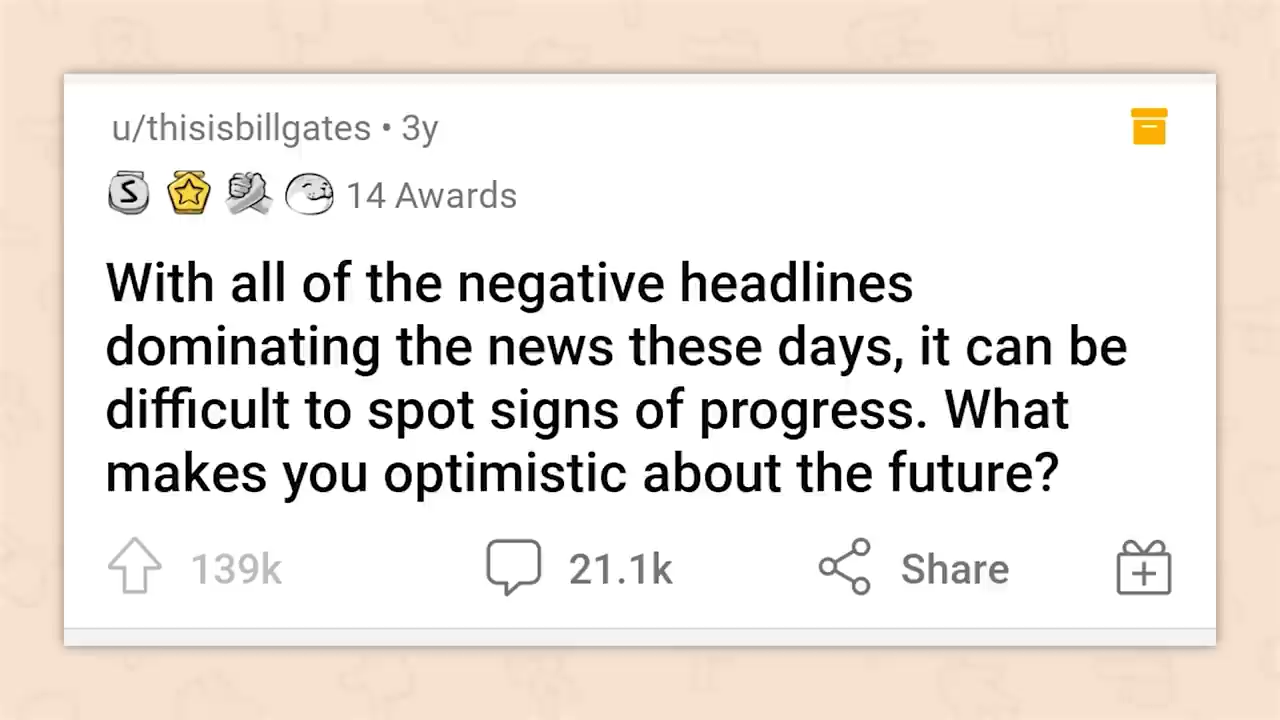 u/thisisbillgates • 3y
S 14 Awards
With all of the negative headlines
dominating the news these days, it can be
difficult to spot signs of progress. What
makes you optimistic about the future?
139k 21.1k Share